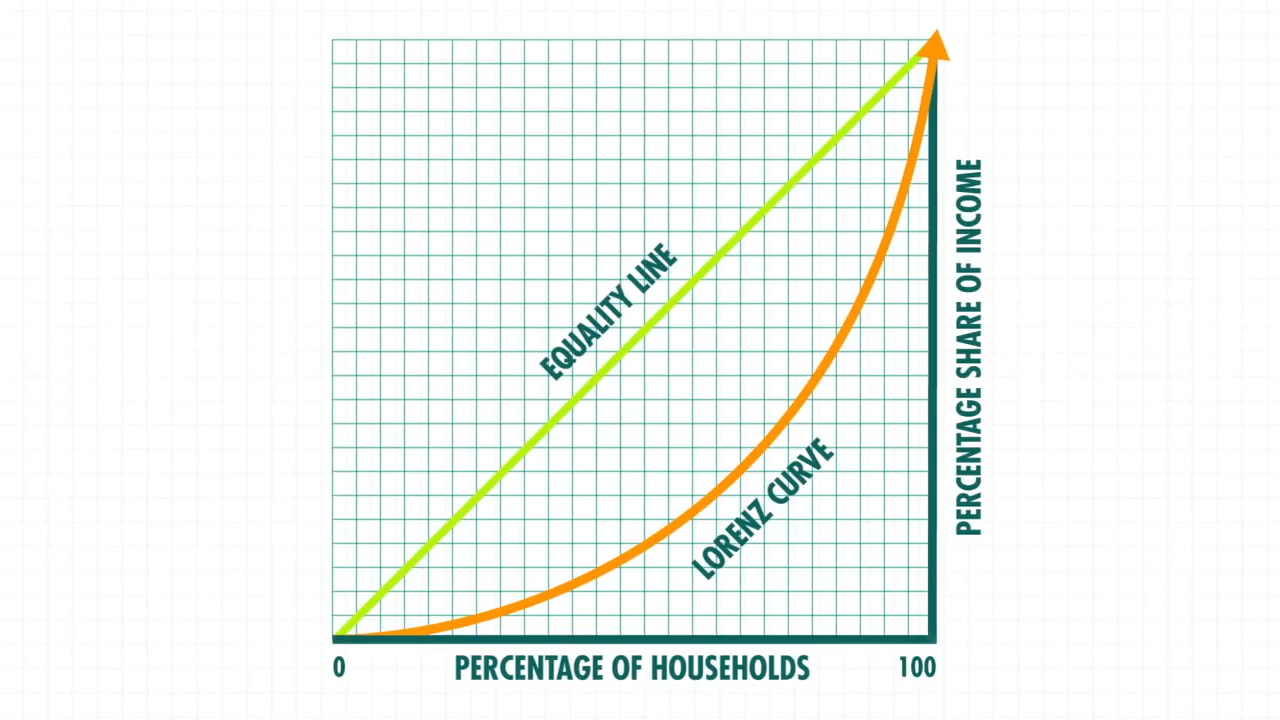 EQUALITY LINE
LORENZ CURVE
PERCENTAGE SHARE OF INCOME
0
PERCENTAGE OF HOUSEHOLDS
100